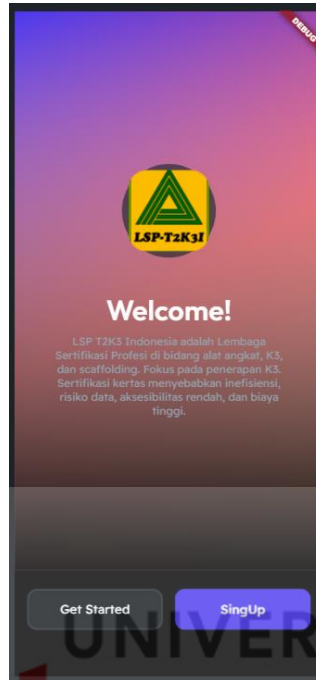 DEBUG
LSP-T2K3I
Welcome!
LSP T2K3 Indonesia adalah Lembaga
Sertifikasi Profesi di bidang alat angkat, K3,
dan scaffolding. Fokus pada penerapan K3.
Sertifikasi kertas menyebabkan inefisiensi,
risiko data, aksesibilitas rendah, dan biaya
tinggi.
Get Started
SingUp
UNIVER